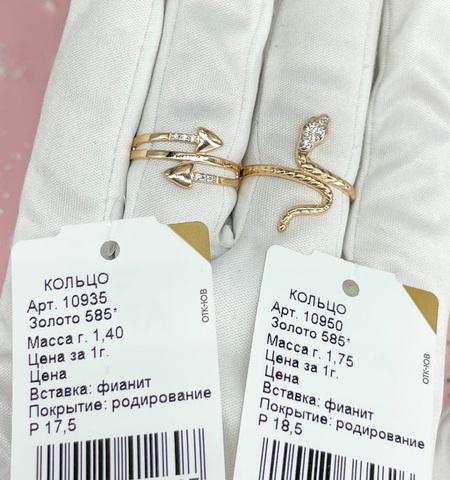 КОЛЬЦО
Арт. 10935
Золото 585*
Масса г. 1,40
Цена за 1г.
Цена
Вставка: фианит
Покрытие: родирование
Р 17,5
ОТК-ЮВ
КОЛЬЦО
Арт. 10950
Золото 585*
Масса г. 1,75
Цена за 1г.
Цена
Вставка: фианит
Покрытие: родирование
Р 18,5
ОТК-ЮВ